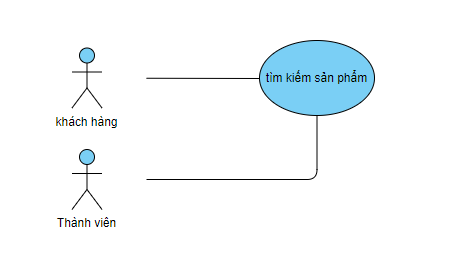 tìm kiếm sản phẩm
khách hàng
Thành viên